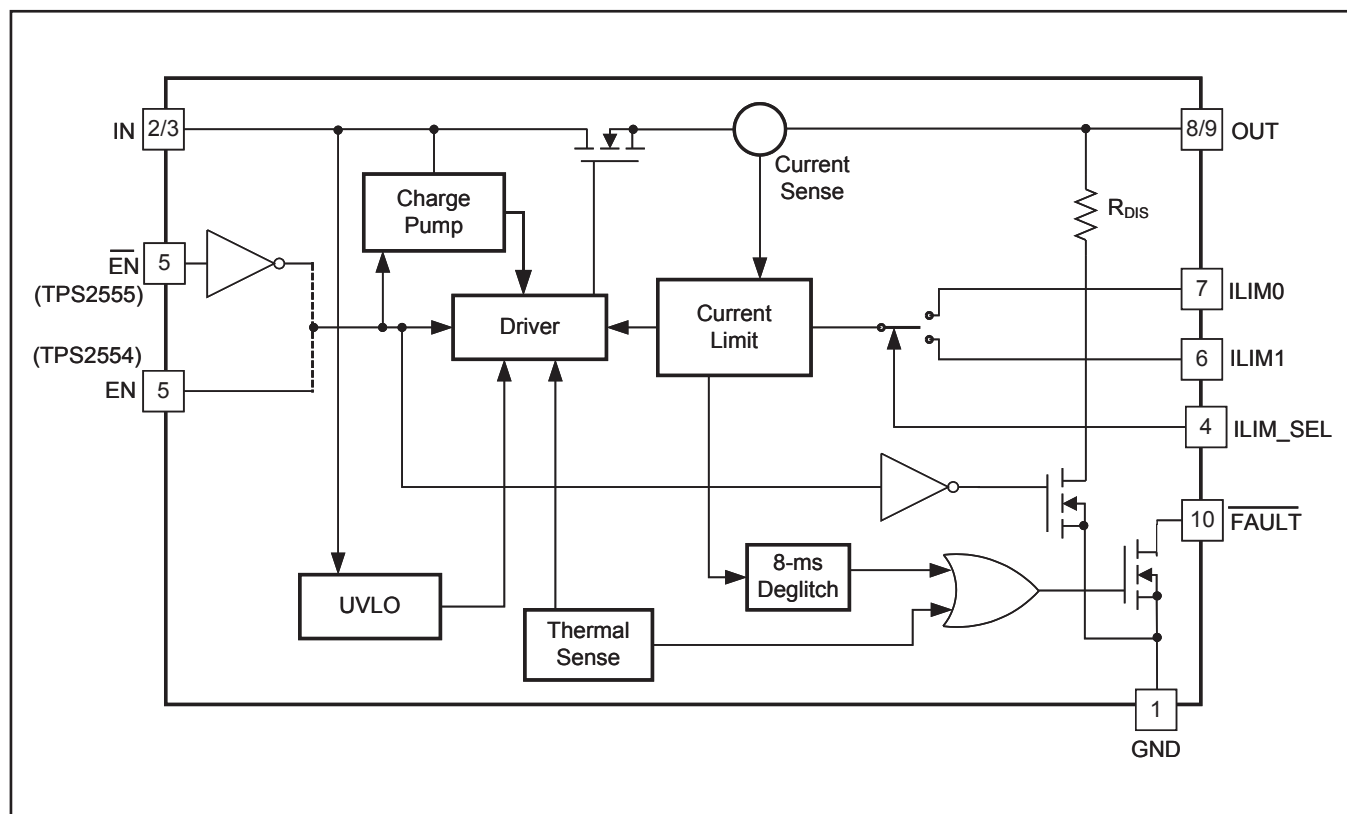 IN
2/3
8/9
OUT
Current
Sense
Charge
Pump
R_DIS
EN
5
(TPS2555)
7
ILIM0
Driver
Current
Limit
(TPS2554)
EN
5
6
ILIM1
4
ILIM_SEL
10
FAULT
8-ms
Deglitch
UVLO
Thermal
Sense
1
GND